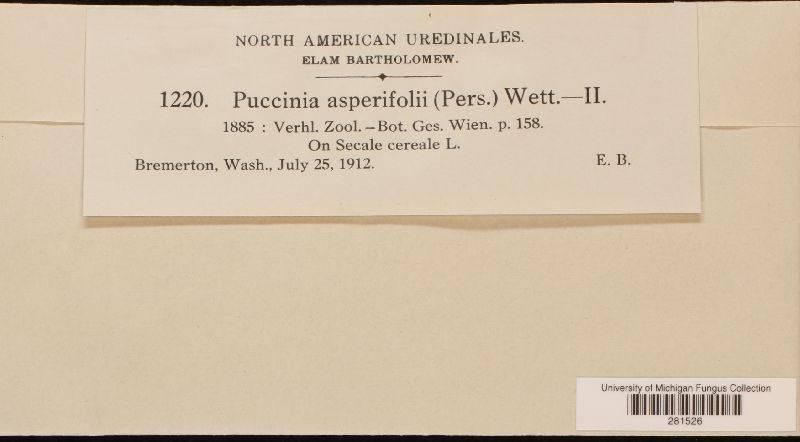 NORTH AMERICAN UREDINALES.
ELAM BARTHOLOMEW.
1220. Puccinia asperifolii (Pers.) Wett.—II.
1885 : Verhl. Zool.–Bot. Ges. Wien. p. 158.
On Secale cereale L.
Bremerton, Wash., July 25, 1912. E. B.
University of Michigan Fungus Collection
281526